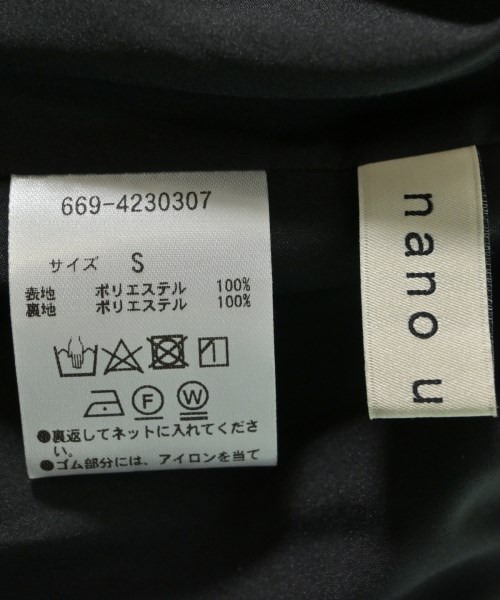 669-4230307
サイズ S
表地 ポリエステル 100%
裏地 ポリエステル 100%
F W
●裏返してネットに入れてくださ
い。
●ゴム部分には、アイロンを当て
nano u